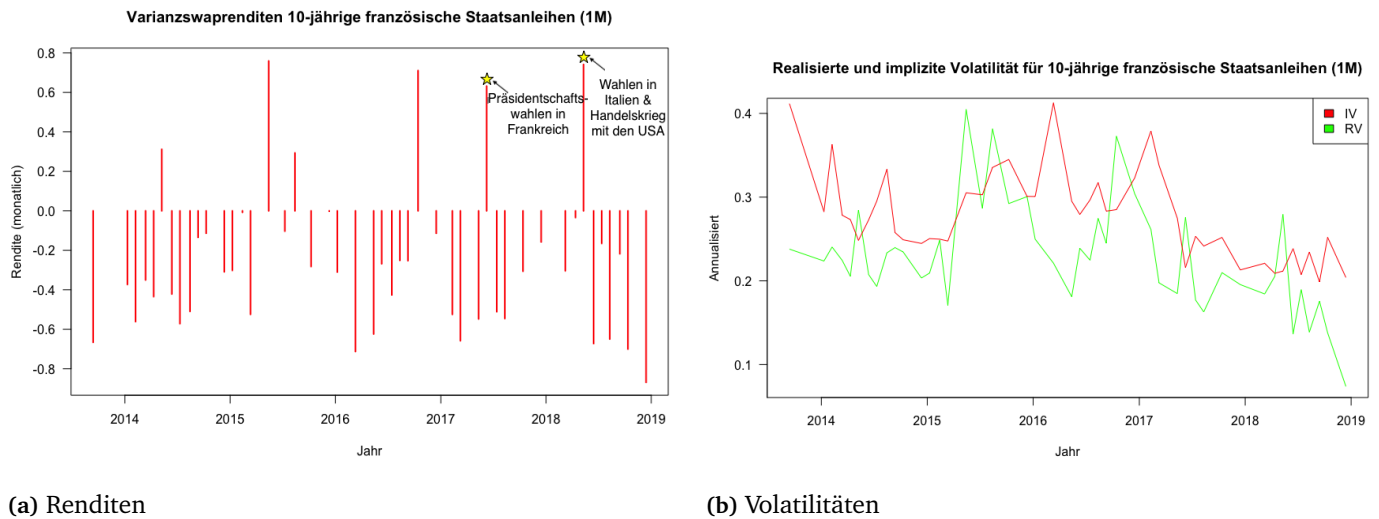 Varianzswaprenditen 10-jährige französische Staatsanleihen (1M)
Rendite (monatlich)
0.8
0.6
0.4
0.2
0.0
-0.2
-0.4
-0.6
-0.8
Präsidentschafts-
wahlen in
Frankreich
Wahlen in
Italien &
Handelskrieg
mit den USA
2014 2015 2016 2017 2018 2019
Jahr
(a) Renditen
Realisierte und implizite Volatilität für 10-jährige französische Staatsanleihen (1M)
Annualisiert
0.4
0.3
0.2
0.1
IV
RV
2014 2015 2016 2017 2018 2019
Jahr
(b) Volatilitäten